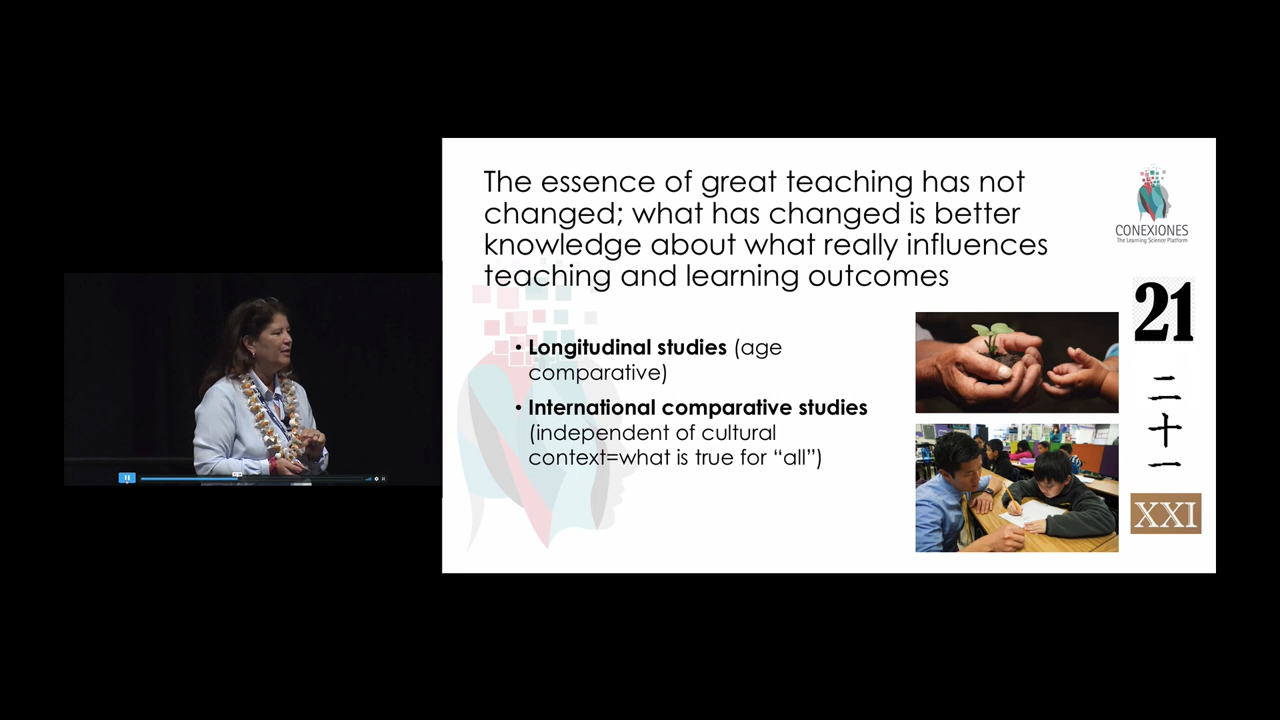 The essence of great teaching has not
changed; what has changed is better
knowledge about what really influences
teaching and learning outcomes
• Longitudinal studies (age
comparative)
• International comparative studies
(independent of cultural
context=what is true for “all”)
CONEXIONES
The Learning Science Platform
21
二
十
一
XXI